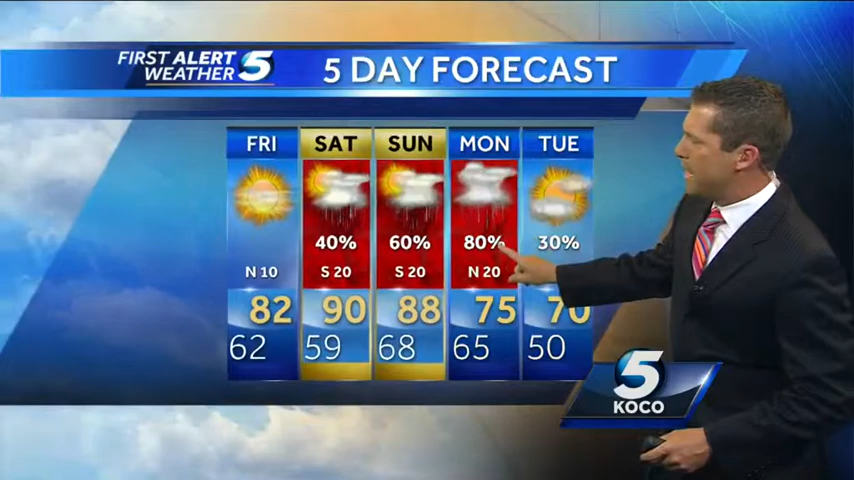 FIRST ALERT
WEATHER 5
5 DAY FORECAST
FRI SAT SUN MON TUE
40% 60% 80% 30%
N 10 S 20 S 20 N 20
82 90 88 75 70
62 59 68 65 50
5
KOCO